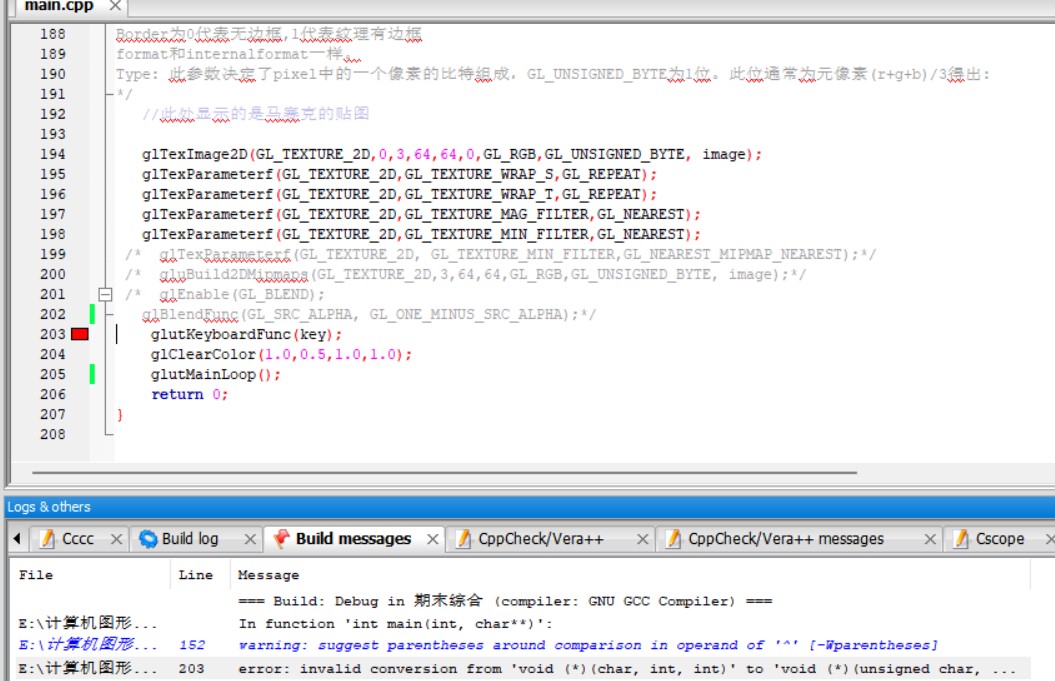 main.cpp
188 Border为0代表无边框,1代表纹理有边框
189 format和internalformat一样。
190 Type: 此参数决定了pixel中的一个像素的比特组成. GL_UNSIGNED_BYTE为1位。此位通常为元像素(r+g+b)/3得出:
191 */
192 //此处显示的是马赛克的贴图
193
194 glTexImage2D(GL_TEXTURE_2D,0,3,64,64,0,GL_RGB,GL_UNSIGNED_BYTE, image);
195 glTexParameterf(GL_TEXTURE_2D,GL_TEXTURE_WRAP_S,GL_REPEAT);
196 glTexParameterf(GL_TEXTURE_2D,GL_TEXTURE_WRAP_T,GL_REPEAT);
197 glTexParameterf(GL_TEXTURE_2D,GL_TEXTURE_MAG_FILTER,GL_NEAREST);
198 glTexParameterf(GL_TEXTURE_2D,GL_TEXTURE_MIN_FILTER,GL_NEAREST);
199 /* glTexParameterf(GL_TEXTURE_2D, GL_TEXTURE_MIN_FILTER,GL_NEAREST_MIPMAP_NEAREST);*/
200 /* gluBuild2DMipmaps(GL_TEXTURE_2D,3,64,64,GL_RGB,GL_UNSIGNED_BYTE, image);*/
201 /* glEnable(GL_BLEND);
202 glBlendFunc(GL_SRC_ALPHA, GL_ONE_MINUS_SRC_ALPHA);*/
203 glutKeyboardFunc(key);
204 glClearColor(1.0,0.5,1.0,1.0);
205 glutMainLoop();
206 return 0;
207 }
208
Logs & others
Cccc Build log Build messages CppCheck/Vera++ CppCheck/Vera++ messages Cscope
File Line Message
=== Build: Debug in 期末综合 (compiler: GNU GCC Compiler) ===
E:\计算机图形... In function 'int main(int, char**)':
E:\计算机图形... 152 warning: suggest parentheses around comparison in operand of '^' [-Wparentheses]
E:\计算机图形... 203 error: invalid conversion from 'void (*)(char, int, int)' to 'void (*)(unsigned char, ...